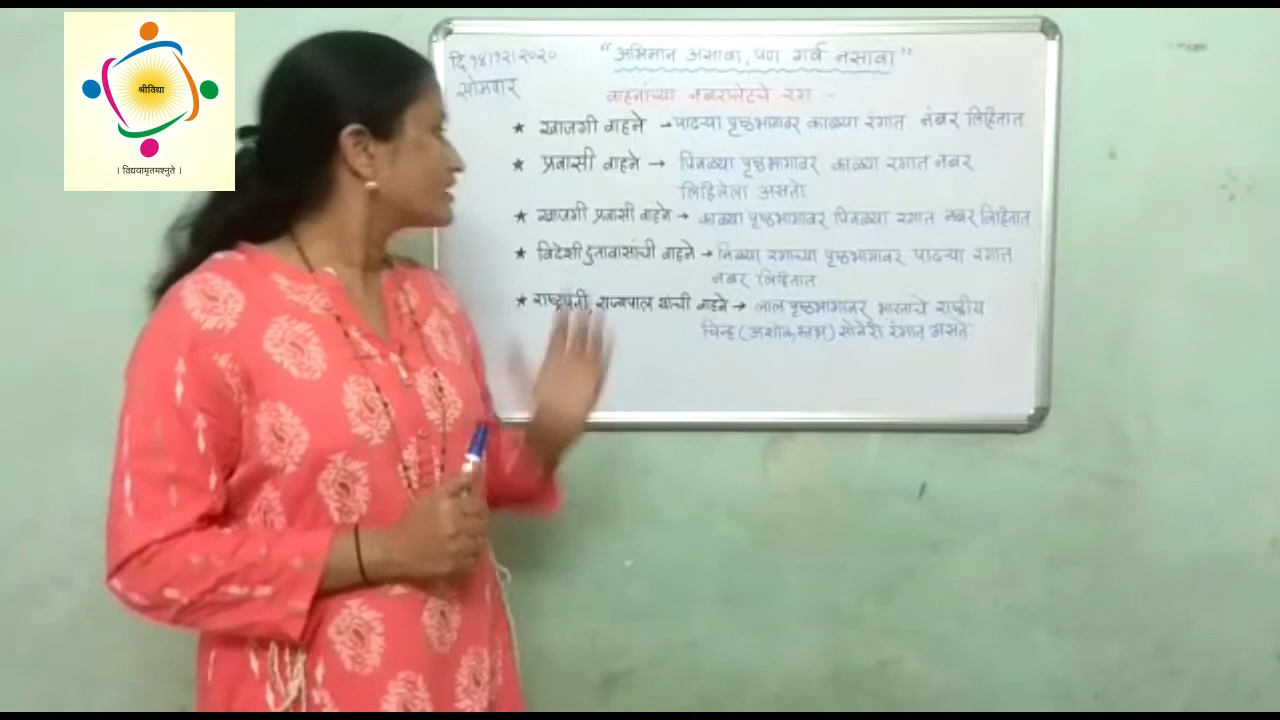 श्रीविद्या
। विद्ययामृतमश्नुते ।
दि. १४।१२।२०२०
"अभिमान असावा, पण गर्व नसावा"
सोमवार
वाहनांच्या नंबरप्लेटचे रंग -
★ खाजगी वाहने → पांढऱ्या पृष्ठभागावर काळ्या रंगात नंबर लिहितात
★ प्रवासी वाहने → पिवळ्या पृष्ठभागावर काळ्या रंगात नंबर
लिहिलेला असतो
★ खाजगी प्रवासी वाहने → काळ्या पृष्ठभागावर पिवळ्या रंगात नंबर लिहितात
★ विदेशी दुतावासांची वाहने → निळ्या रंगाच्या पृष्ठभागावर पांढऱ्या रंगात
नंबर लिहितात
★ राष्ट्रपती, राज्यपाल यांची वाहने → लाल पृष्ठभागावर भारताचे राष्ट्रीय
चिन्ह (अशोकस्तंभ) सोनेरी रंगात असते